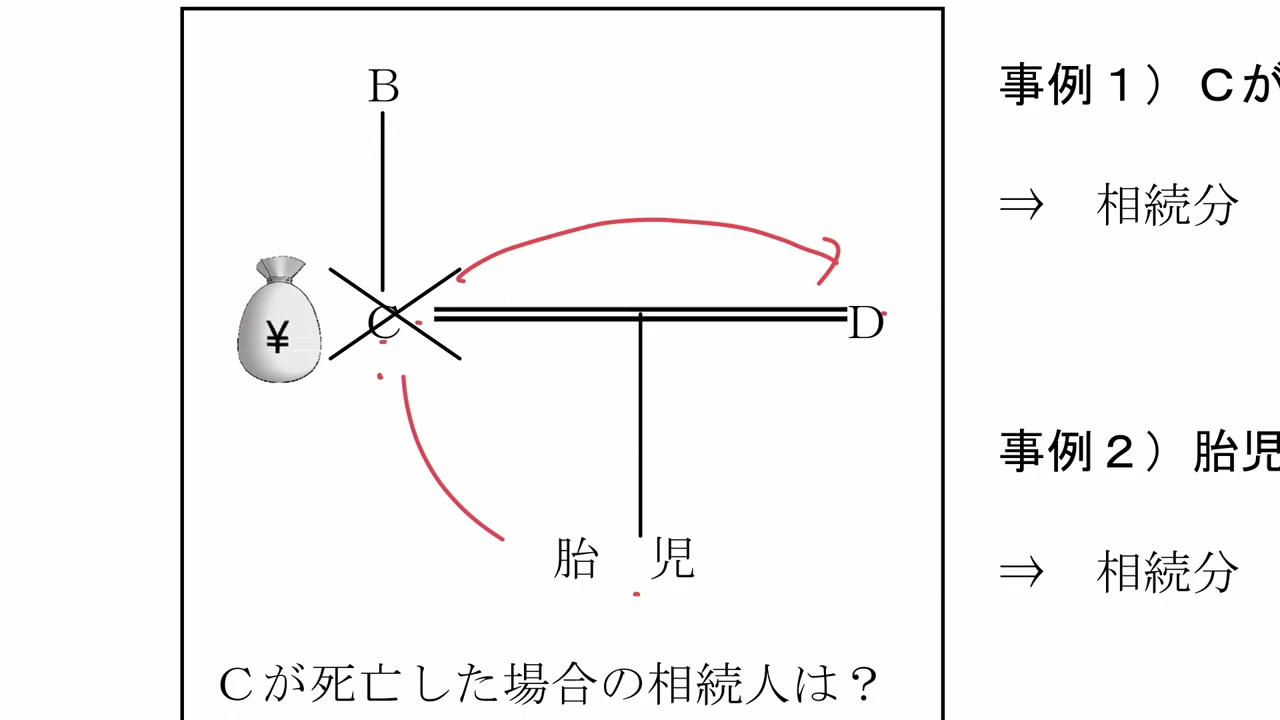 B
事例１）Ｃが
⇒　相続分
¥
C
D
事例２）胎児
⇒　相続分
胎　児
Ｃが死亡した場合の相続人は？